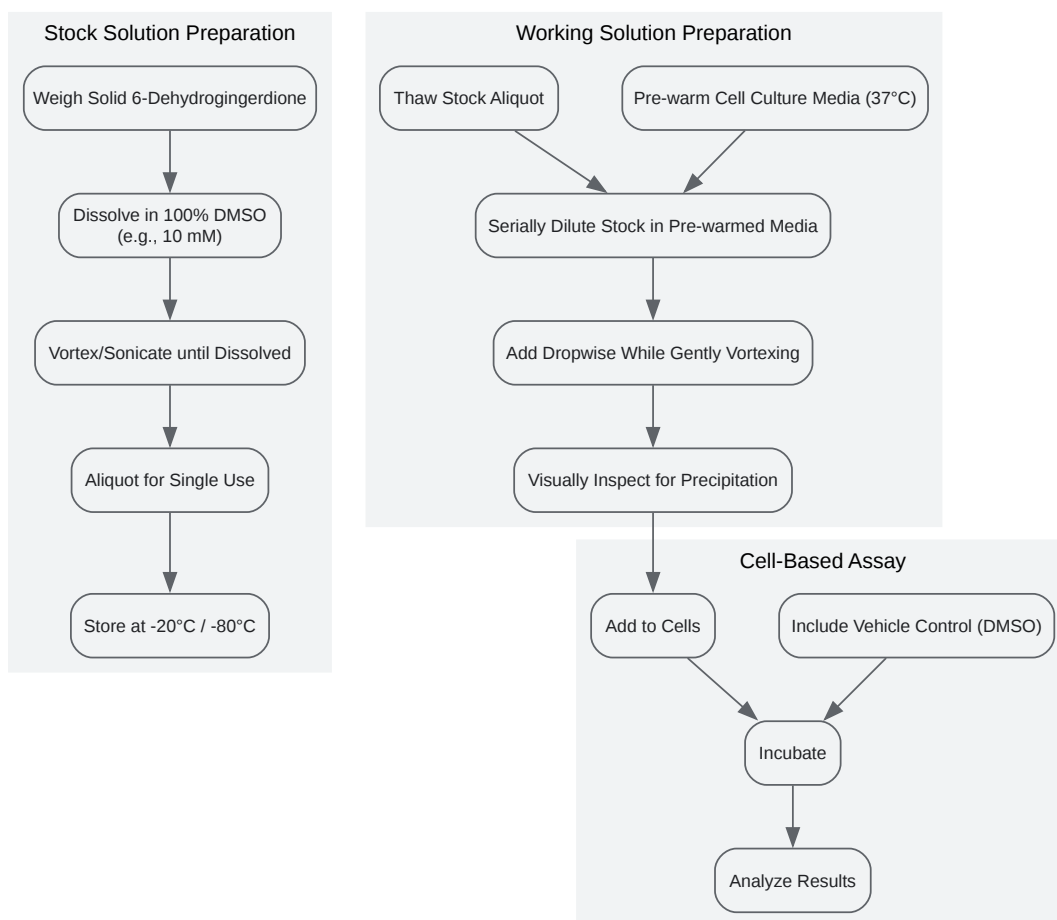 Stock Solution Preparation
Weigh Solid 6-Dehydrogingerdione
Dissolve in 100% DMSO
(e.g., 10 mM)
Vortex/Sonicate until Dissolved
Aliquot for Single Use
Store at -20°C / -80°C
Working Solution Preparation
Thaw Stock Aliquot
Pre-warm Cell Culture Media (37°C)
Serially Dilute Stock in Pre-warmed Media
Add Dropwise While Gently Vortexing
Visually Inspect for Precipitation
Cell-Based Assay
Add to Cells
Include Vehicle Control (DMSO)
Incubate
Analyze Results